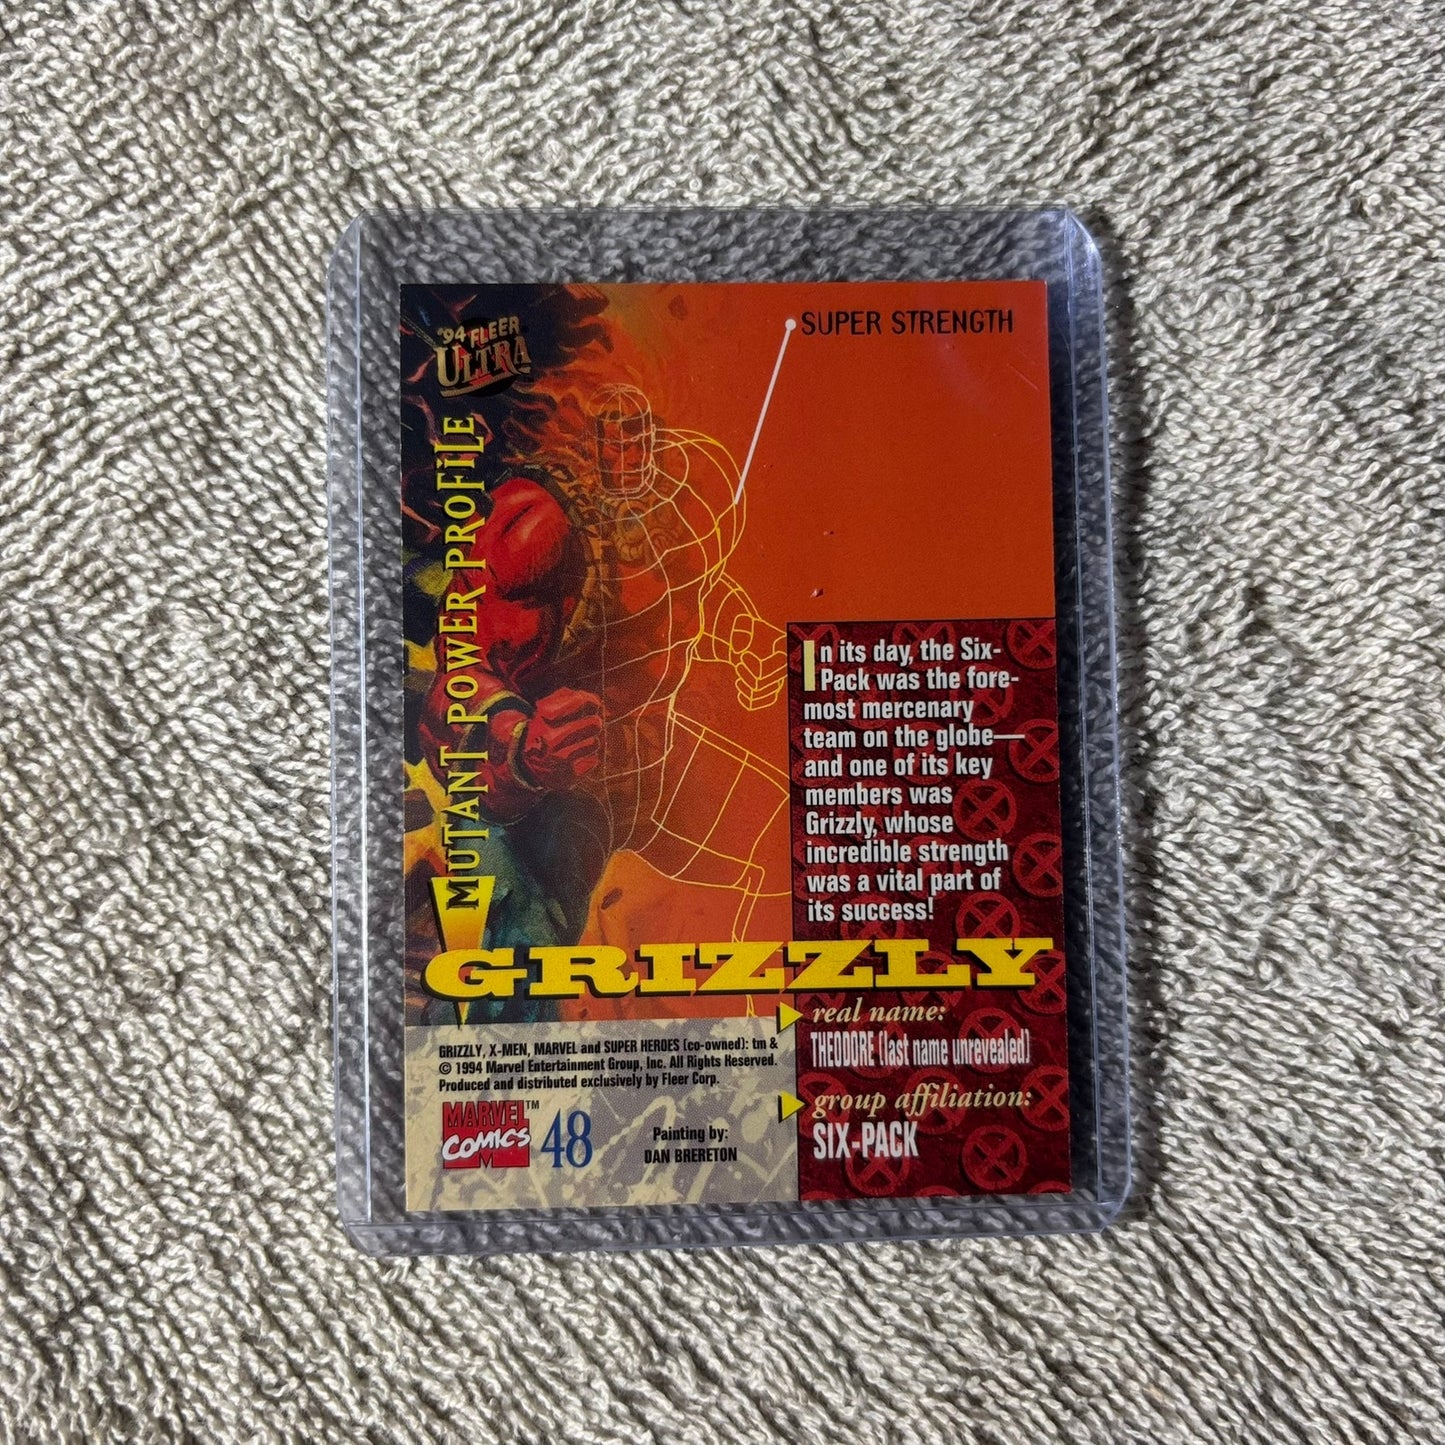 '94 FLEER
ULTRA
SUPER STRENGTH
MUTANT POWER PROFiLE
In its day, the Six-
Pack was the fore-
most mercenary
team on the globe—
and one of its key
members was
Grizzly, whose
incredible strength
was a vital part of
its success!
GRIZZLY
real name:
THEODORE (last name unrevealed)
group affiliation:
SIX-PACK
GRIZZLY, X-MEN, MARVEL and SUPER HEROES (co-owned): tm &
© 1994 Marvel Entertainment Group, Inc. All Rights Reserved.
Produced and distributed exclusively by Fleer Corp.
MARVEL™
COMICS
M
48
Painting by:
DAN BRERETON